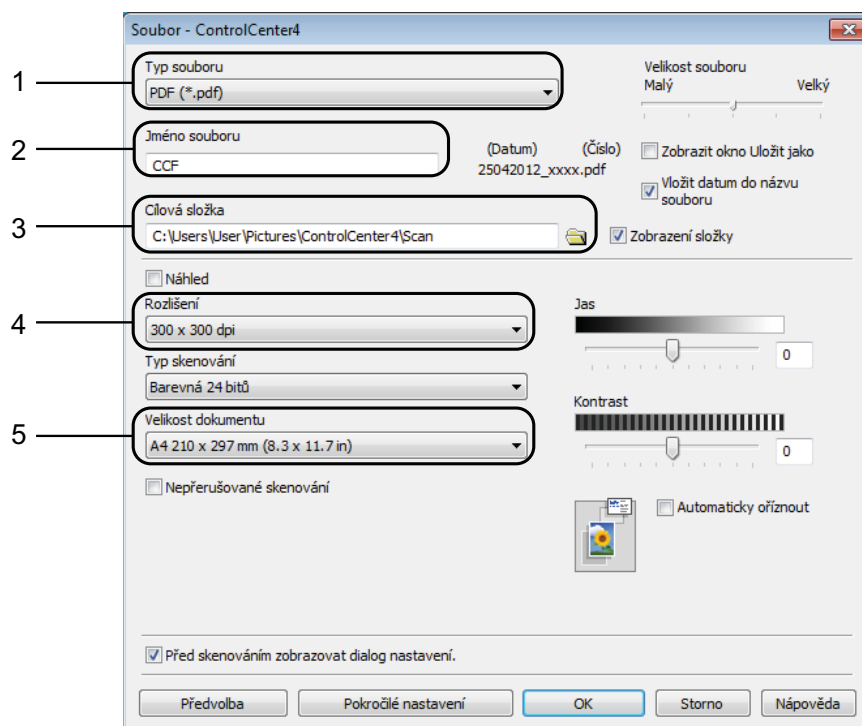 Soubor - ControlCenter4
1
Typ souboru
PDF (*.pdf)
Velikost souboru
Malý Velký
2
Jméno souboru
CCF
(Datum) (Číslo)
25042012_xxxx.pdf
Zobrazit okno Uložit jako
Vložit datum do názvu
souboru
3
Cílová složka
C:\Users\User\Pictures\ControlCenter4\Scan
Zobrazení složky
Náhled
4
Rozlišení
300 x 300 dpi
Jas
0
Typ skenování
Barevná 24 bitů
5
Velikost dokumentu
A4 210 x 297 mm (8.3 x 11.7 in)
Kontrast
0
Nepřerušované skenování
Automaticky oříznout
Před skenováním zobrazovat dialog nastavení.
Předvolba Pokročilé nastavení OK Storno Nápověda